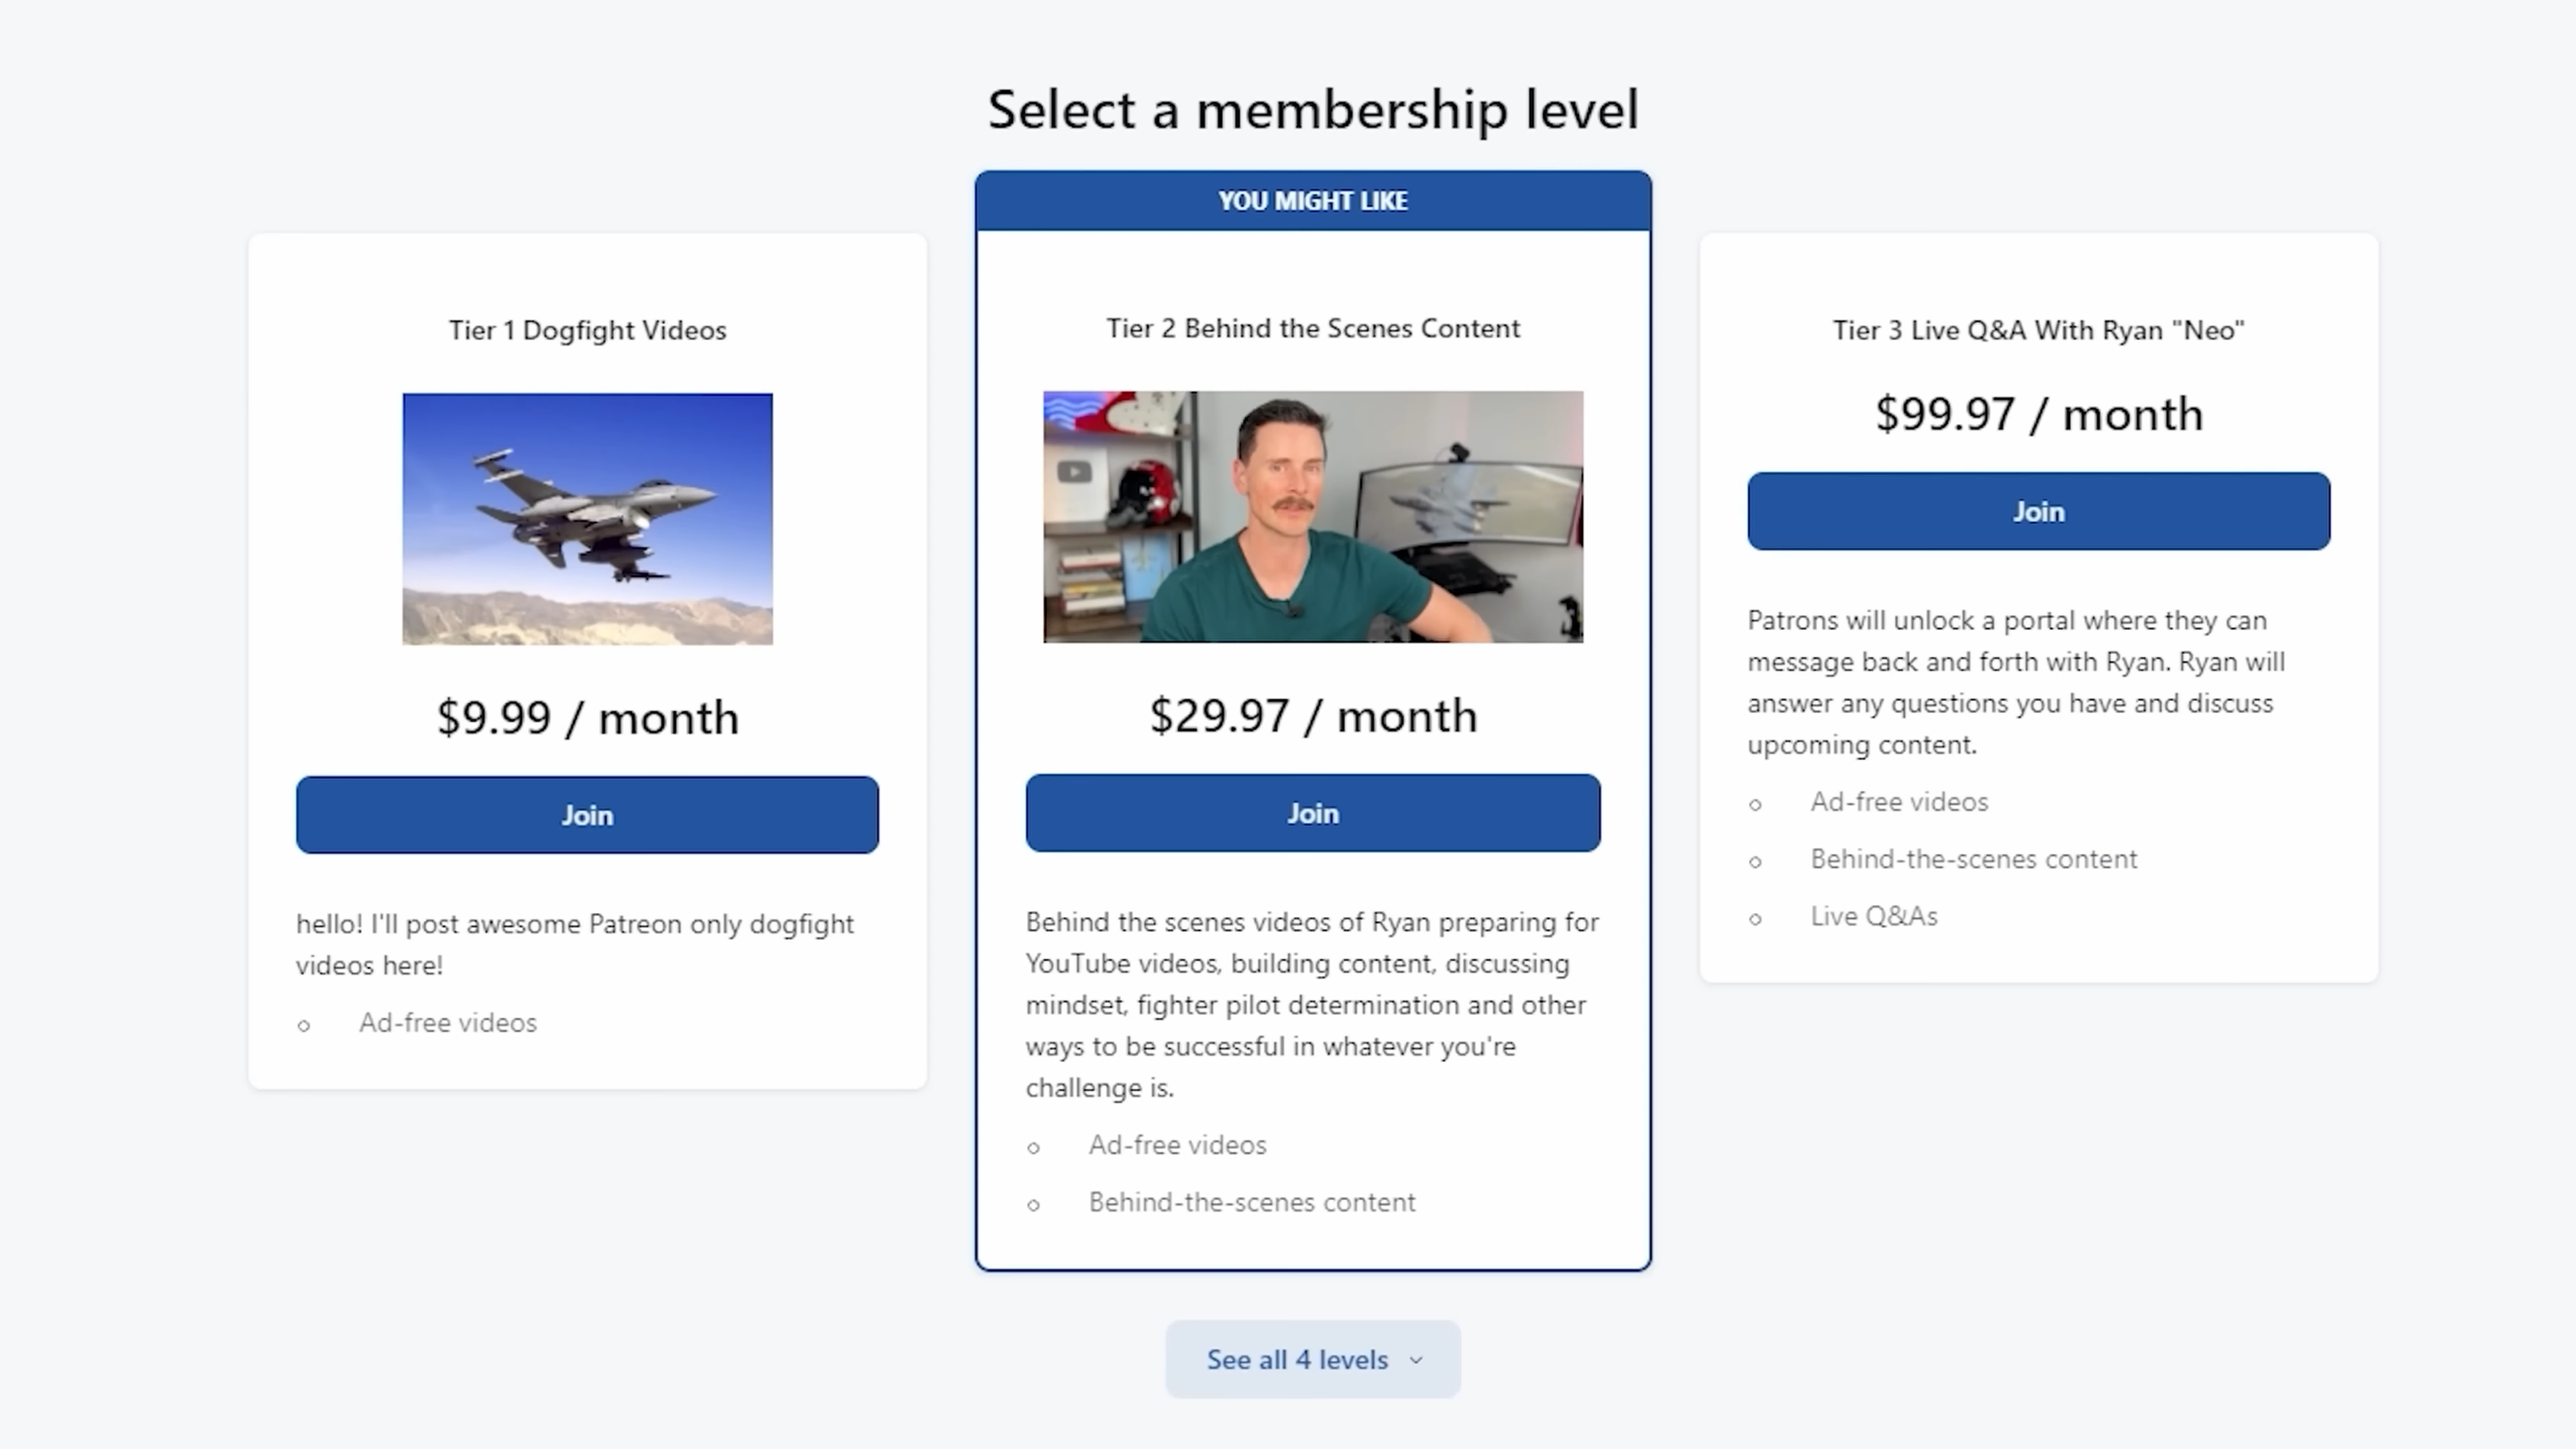 Select a membership level
YOU MIGHT LIKE
Tier 1 Dogfight Videos
$9.99 / month
Join
hello! I'll post awesome Patreon only dogfight
videos here!
Ad-free videos
Tier 2 Behind the Scenes Content
$29.97 / month
Join
Behind the scenes videos of Ryan preparing for
YouTube videos, building content, discussing
mindset, fighter pilot determination and other
ways to be successful in whatever you're
challenge is.
Ad-free videos
Behind-the-scenes content
Tier 3 Live Q&A With Ryan "Neo"
$99.97 / month
Join
Patrons will unlock a portal where they can
message back and forth with Ryan. Ryan will
answer any questions you have and discuss
upcoming content.
Ad-free videos
Behind-the-scenes content
Live Q&As
See all 4 levels